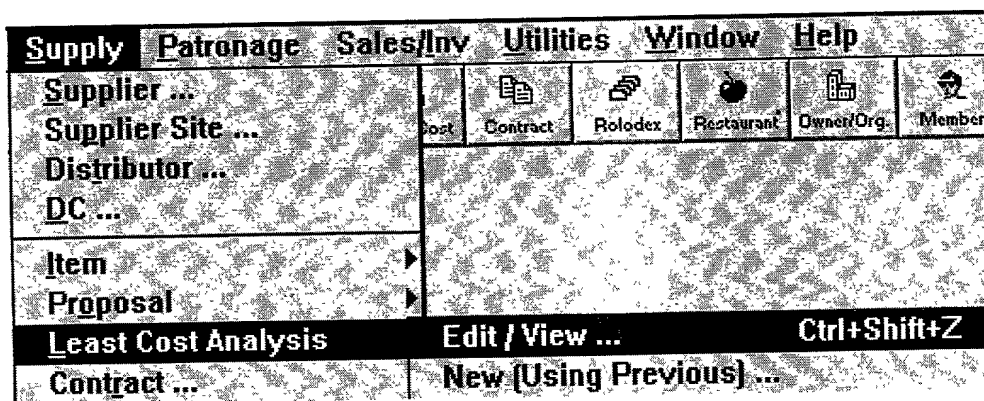 Supply Patronage Sales/Inv Utilities Window Help
Supplier ...
Supplier Site ...
Distributor ...
DC ...
Cost Contract Rolodex Restaurant Owner/Org. Member
Item
Proposal
Least Cost Analysis Edit / View ... Ctrl+Shift+Z
Contract ... New (Using Previous) ...